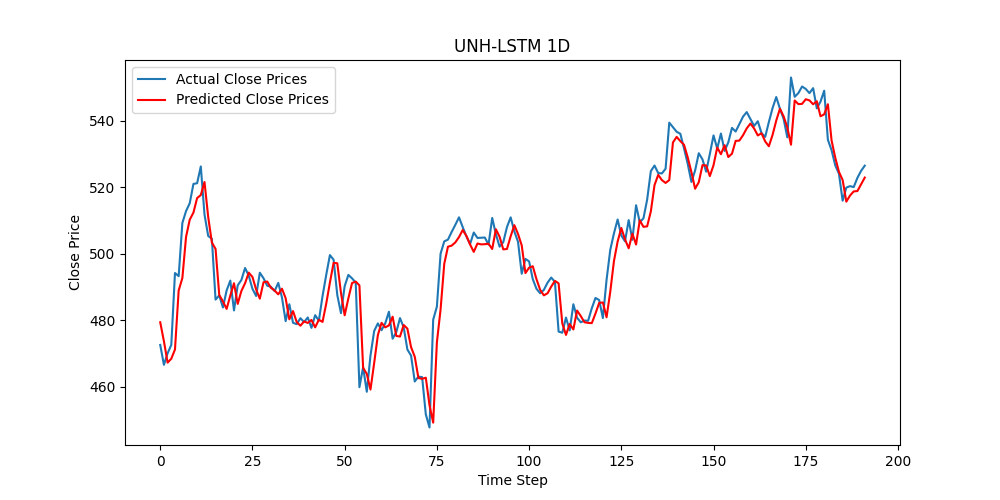 UNH-LSTM 1D
Actual Close Prices
Predicted Close Prices
Close Price
540
520
500
480
460
0 25 50 75 100 125 150 175 200
Time Step